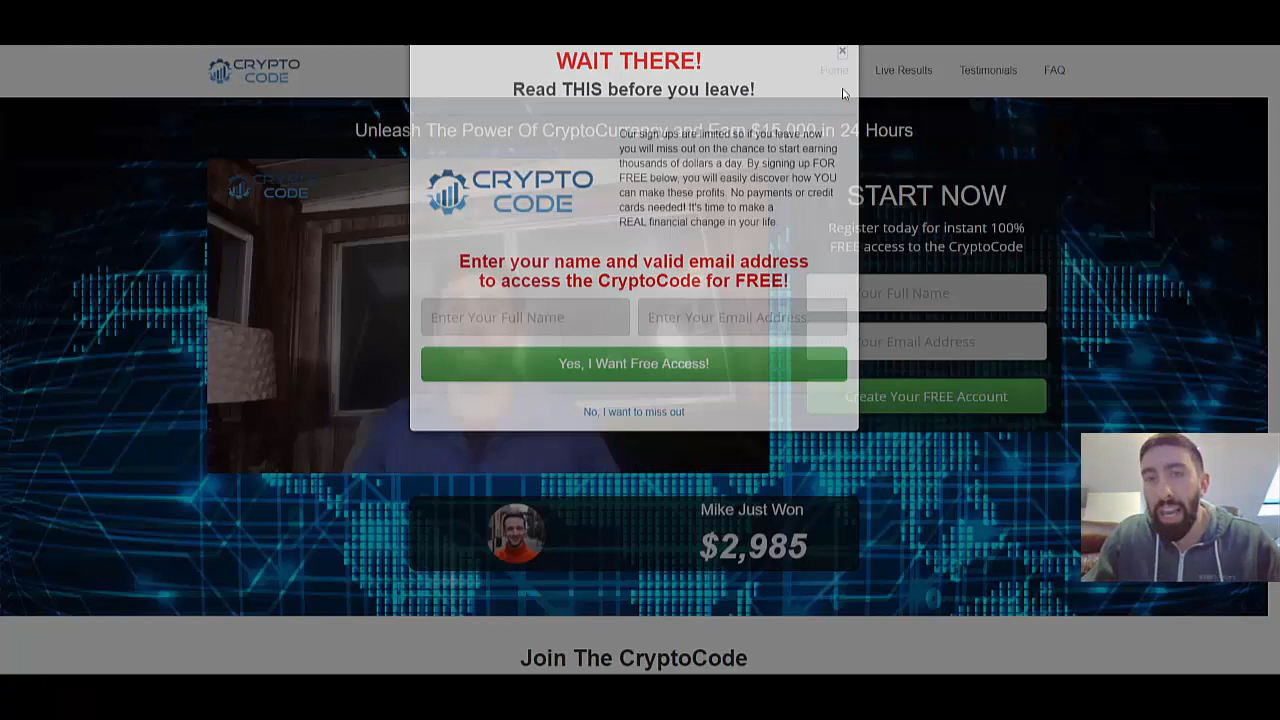 WAIT THERE!
Read THIS before you leave!
CRYPTO
CODE
Home
Live Results
Testimonials
FAQ
Unleash The Power Of CryptoCurrency and Earn $15,000 in 24 Hours
Our sign ups are limited so if you leave now
you will miss out on the chance to start earning
thousands of dollars a day. By signing up FOR
FREE below, you will easily discover how YOU
can make these profits. No payments or credit
cards needed! It's time to make a
REAL financial change in your life.
CRYPTO
CODE
CRYPTO
CODE
START NOW
Register today for instant 100%
FREE access to the CryptoCode
Enter your name and valid email address
to access the CryptoCode for FREE!
Enter Your Full Name
Enter Your Email Address
Your Full Name
Your Email Address
Yes, I Want Free Access!
Create Your FREE Account
No, I want to miss out
Mike Just Won
$2,985
Join The CryptoCode